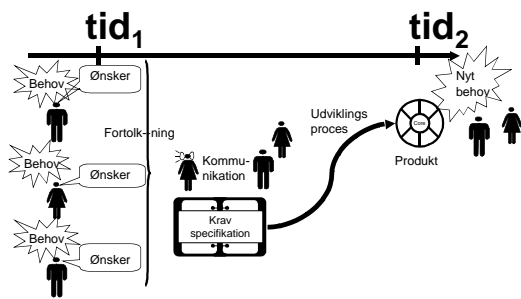 tid1
tid2
Behov
Ønsker
Nyt
behov
Fortolk-ning
Udviklings
proces
Core
Produkt
Behov
Ønsker
Kommu-
nikation
Krav
specifikation
Behov
Ønsker